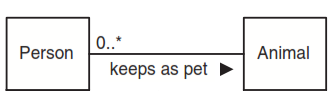 0..*
Person
Animal
keeps as pet ▶